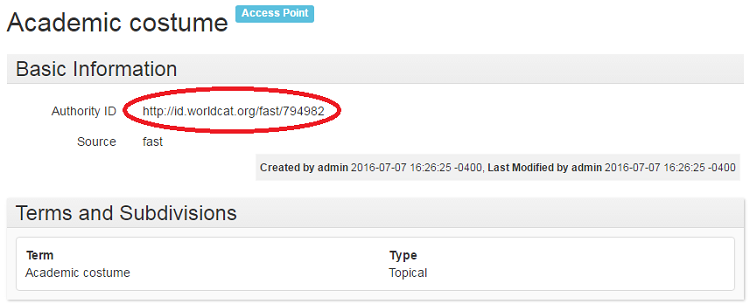 Academic costume Access Point
Basic Information
Authority ID http://id.worldcat.org/fast/794982
Source fast
Created by admin 2016-07-07 16:26:25 -0400, Last Modified by admin 2016-07-07 16:26:25 -0400
Terms and Subdivisions
Term Type
Academic costume Topical